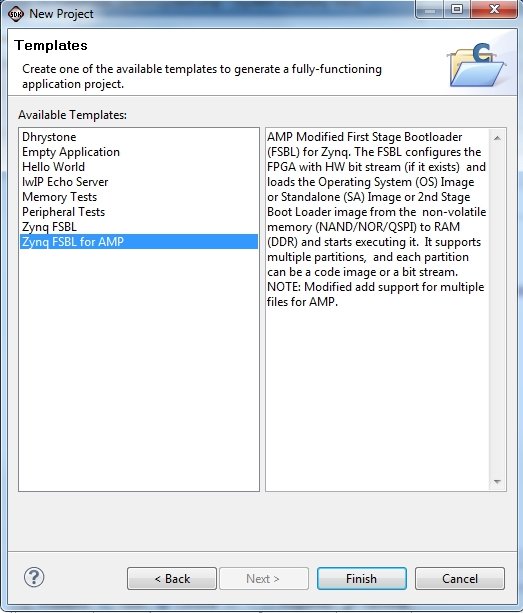 SDK New Project
Templates
Create one of the available templates to generate a fully-functioning
application project.
C
Available Templates:
Dhrystone
Empty Application
Hello World
lwIP Echo Server
Memory Tests
Peripheral Tests
Zynq FSBL
Zynq FSBL for AMP
AMP Modified First Stage Bootloader
(FSBL) for Zynq. The FSBL configures the
FPGA with HW bit stream (if it exists)  and
loads the Operating System (OS) Image
or Standalone (SA) Image or 2nd Stage
Boot Loader image from the  non-volatile
memory (NAND/NOR/QSPI) to RAM
(DDR) and starts executing it.  It supports
multiple partitions,  and each partition
can be a code image or a bit stream.
NOTE: Modified add support for multiple
files for AMP.
?
< Back
Next >
Finish
Cancel